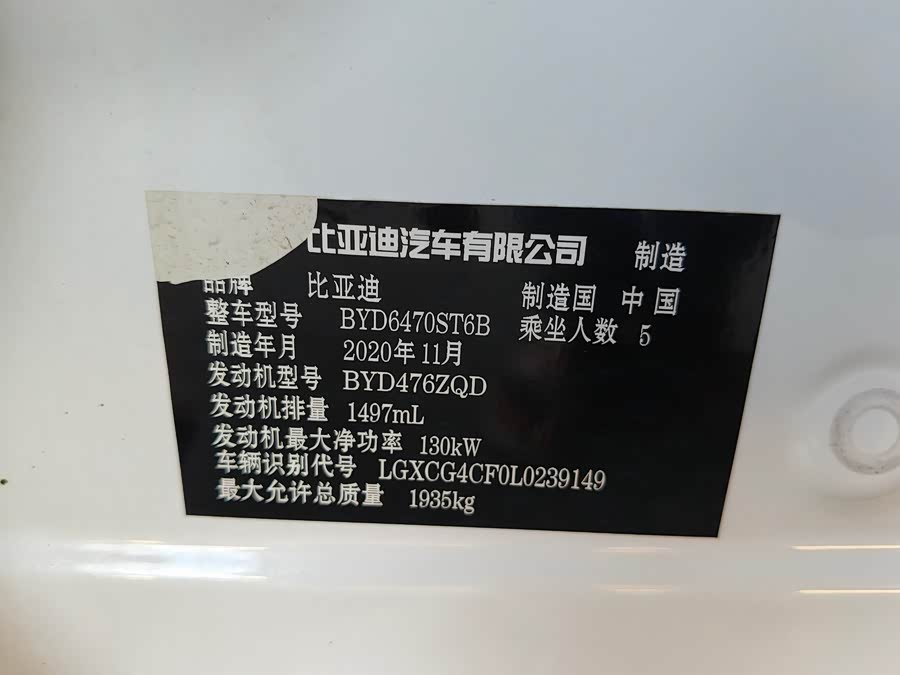 比亚迪汽车有限公司 制造
品牌 比亚迪 制造国 中国
整车型号 BYD6470ST6B 乘坐人数 5
制造年月 2020年11月
发动机型号 BYD476ZQD
发动机排量 1497mL
发动机最大净功率 130kW
车辆识别代号 LGXCG4CF0L0239149
最大允许总质量 1935kg